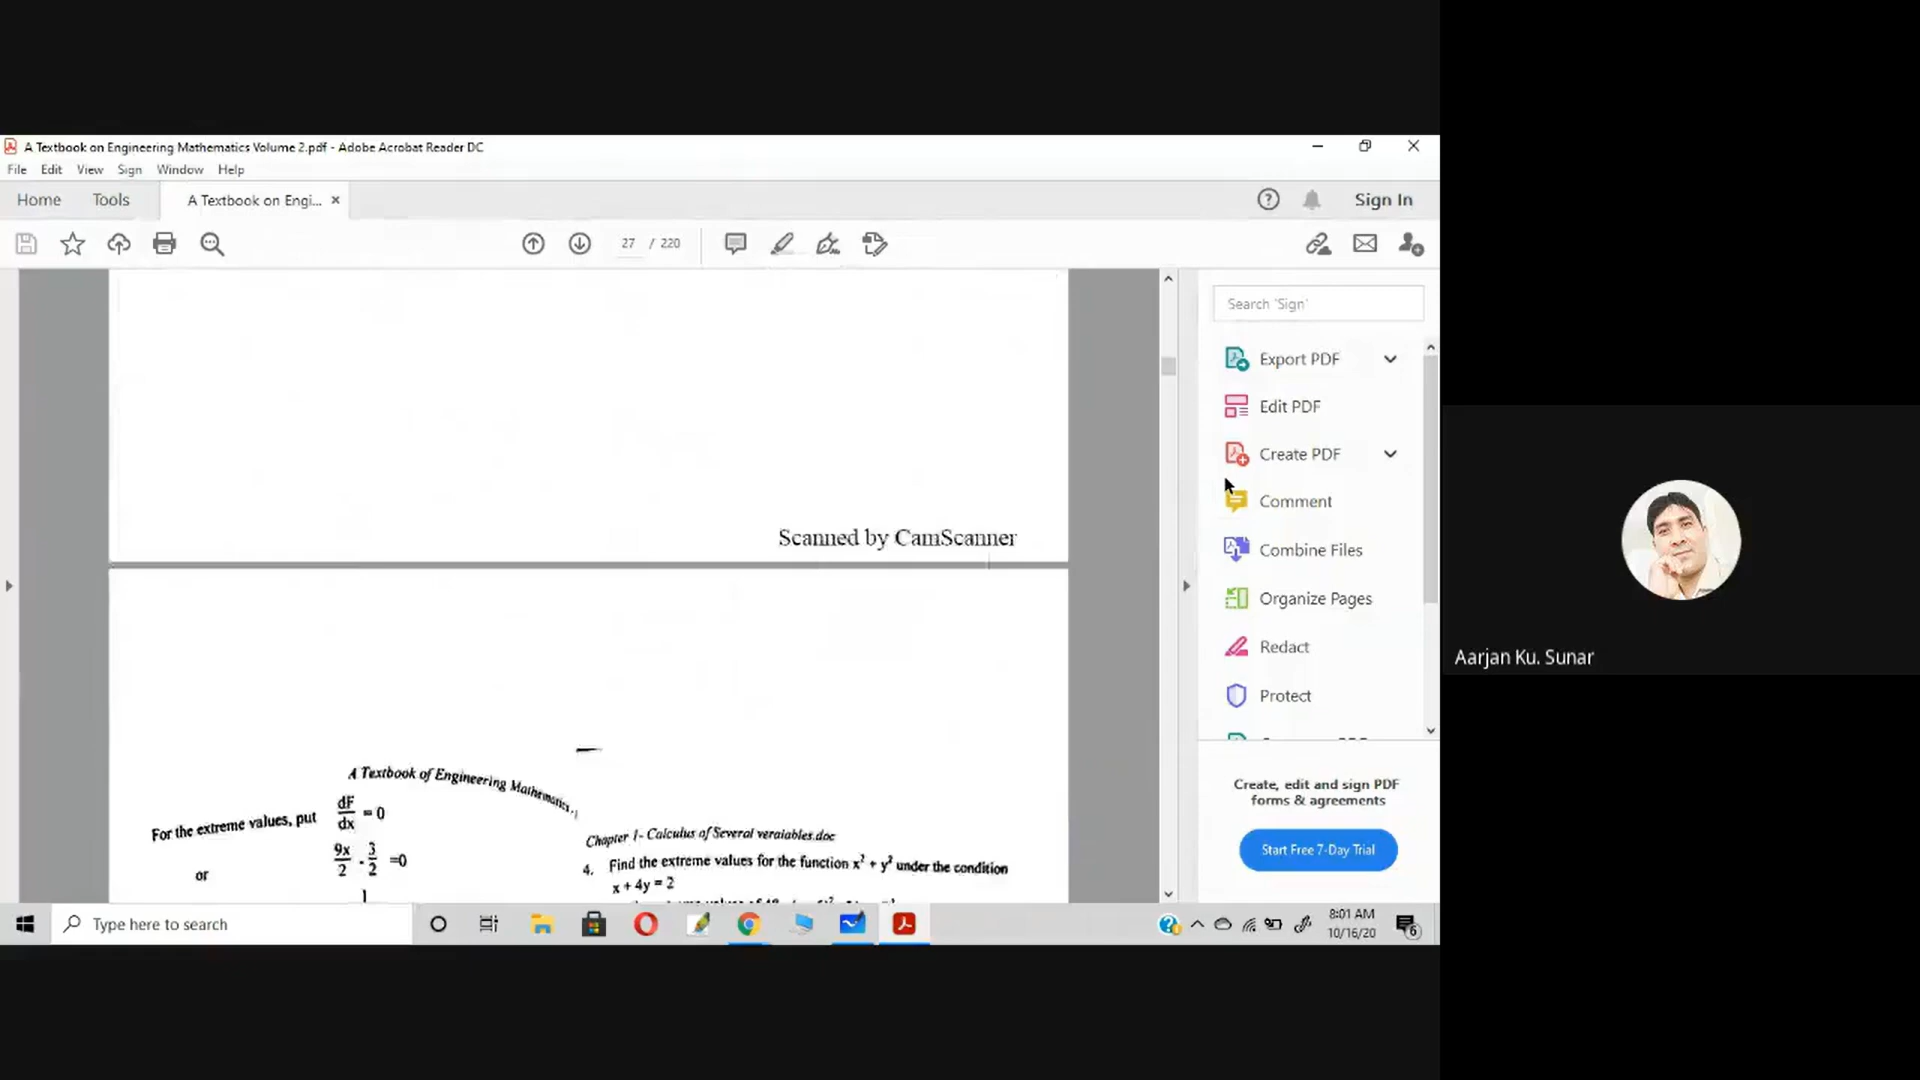 A Textbook on Engineering Mathematics Volume 2.pdf - Adobe Acrobat Reader DC
File Edit View Sign Window Help
Home Tools A Textbook on Engi... × Sign In
27 / 220
Search 'Sign'
Export PDF
Edit PDF
Create PDF
Comment
Combine Files
Organize Pages
Redact
Protect
Create, edit and sign PDF
forms & agreements
Start Free 7-Day Trial
Scanned by CamScanner
A Textbook of Engineering Mathematics
For the extreme values, put dF/dx = 0
or 9x/2 - 3/2 =0
Chapter 1- Calculus of Several veraiables.doc
4. Find the extreme values for the function x² + y² under the condition
x + 4y = 2
Aarjan Ku. Sunar
Type here to search
8:01 AM
10/16/20
6